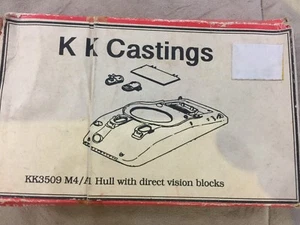 K K Castings
KK3509 M4/A1 Hull with direct vision blocks